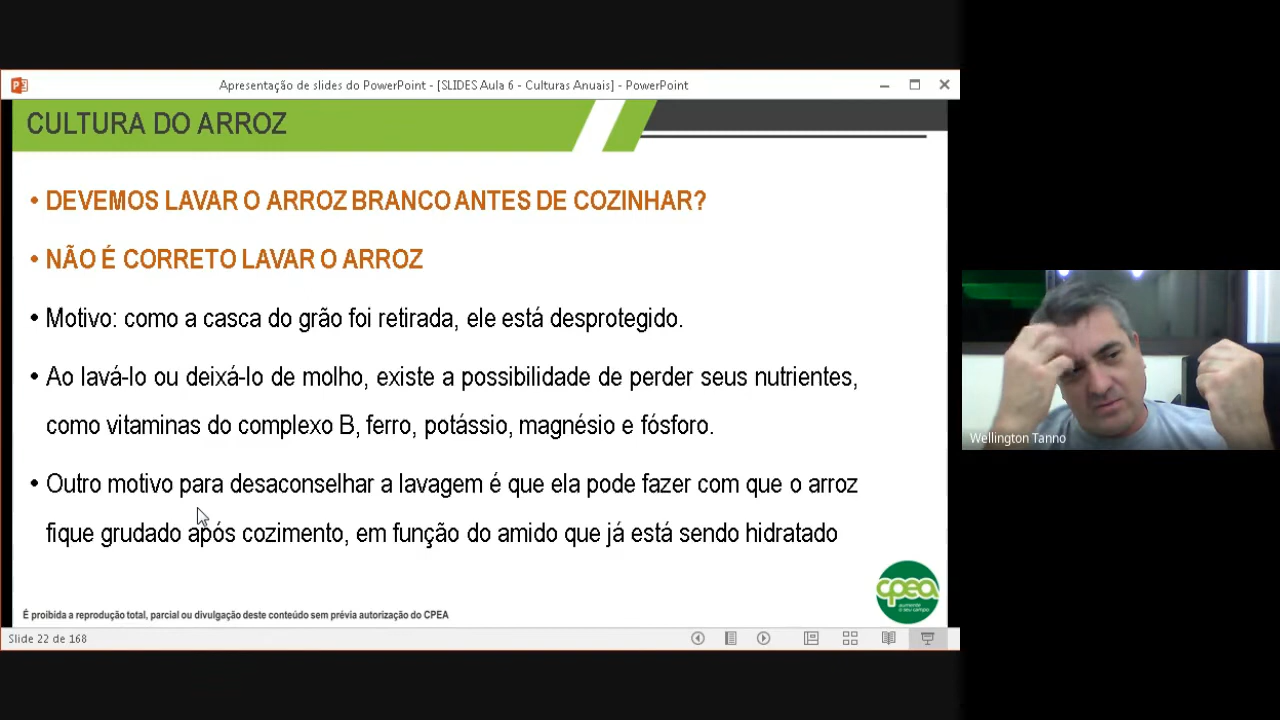 Apresentação de slides do PowerPoint - [SLIDES Aula 6 - Culturas Anuais] - PowerPoint
CULTURA DO ARROZ
• DEVEMOS LAVAR O ARROZ BRANCO ANTES DE COZINHAR?
• NÃO É CORRETO LAVAR O ARROZ
• Motivo: como a casca do grão foi retirada, ele está desprotegido.
• Ao lavá-lo ou deixá-lo de molho, existe a possibilidade de perder seus nutrientes,
como vitaminas do complexo B, ferro, potássio, magnésio e fósforo.
• Outro motivo para desaconselhar a lavagem é que ela pode fazer com que o arroz
fique grudado após cozimento, em função do amido que já está sendo hidratado
cpea
aumente
o seu campo
É proibida a reprodução total, parcial ou divulgação deste conteúdo sem prévia autorização do CPEA
Slide 22 de 168
Wellington Tanno